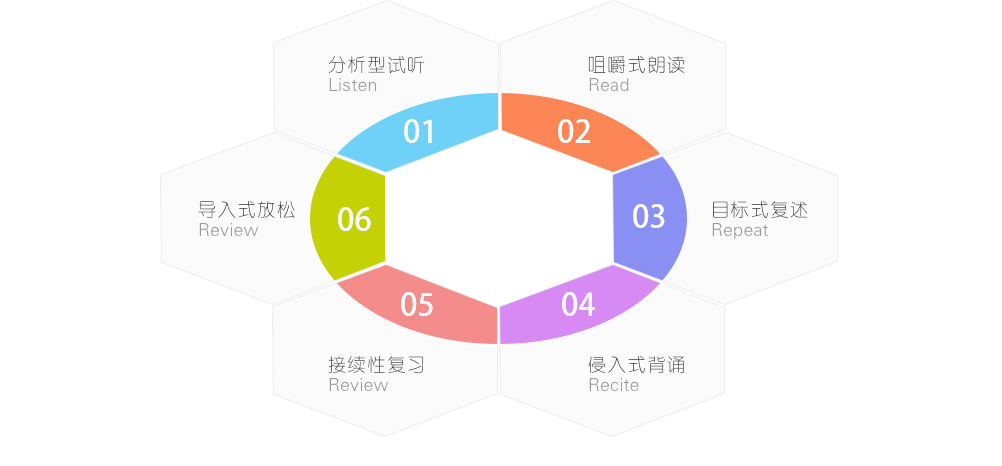 分析型试听
Listen
01
咀嚼式朗读
Read
02
目标式复述
Repeat
03
侵入式背诵
Recite
04
接续性复习
Review
05
导入式放松
Review
06